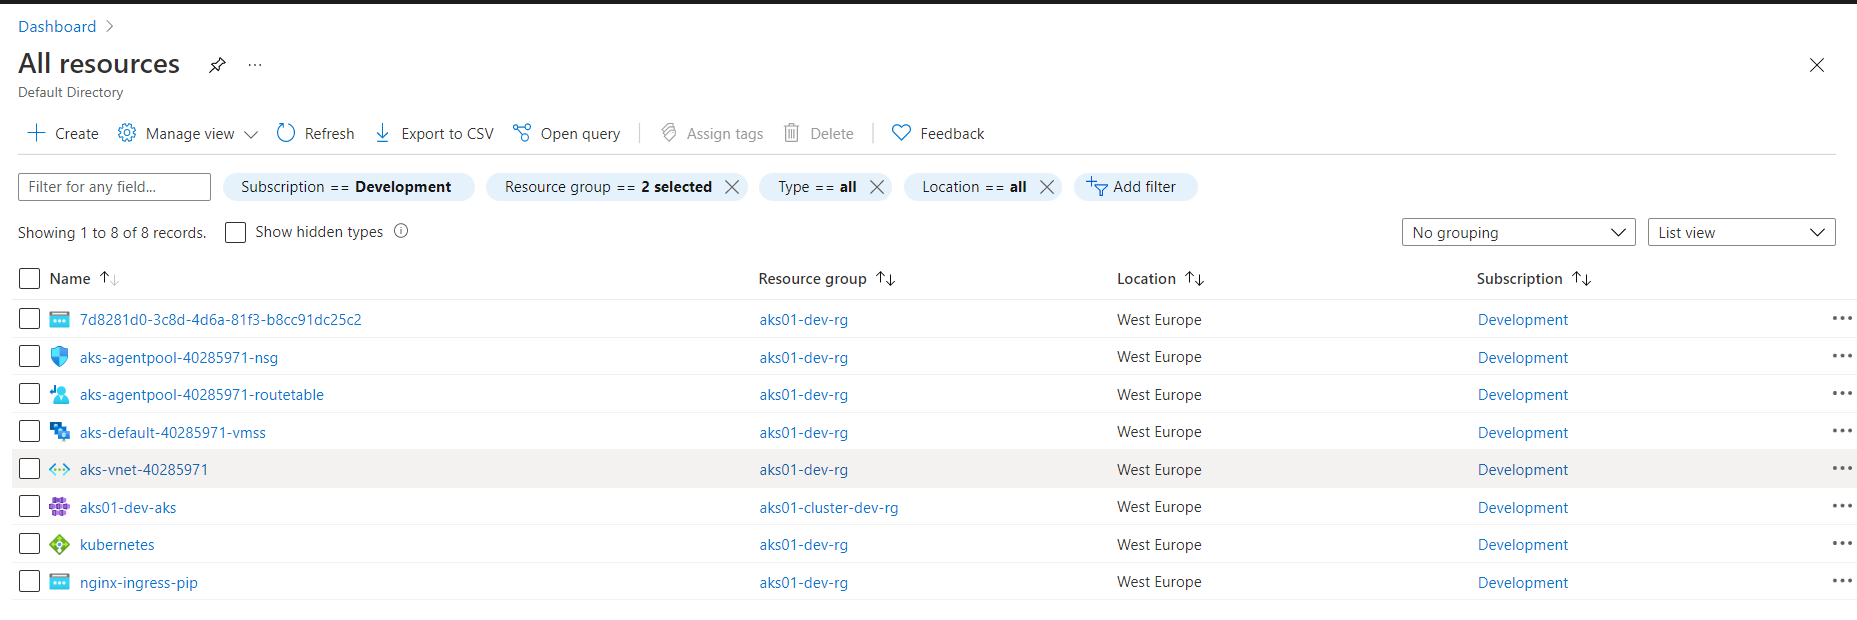 Dashboard
All resources
Default Directory
Create Manage view Refresh Export to CSV Open query Assign tags Delete Feedback
Filter for any field... Subscription == Development Resource group == 2 selected Type == all Location == all Add filter
Showing 1 to 8 of 8 records. Show hidden types No grouping List view
Name Resource group Location Subscription
7d8281d0-3c8d-4d6a-81f3-b8cc91dc25c2 aks01-dev-rg West Europe Development
aks-agentpool-40285971-nsg aks01-dev-rg West Europe Development
aks-agentpool-40285971-routetable aks01-dev-rg West Europe Development
aks-default-40285971-vmss aks01-dev-rg West Europe Development
aks-vnet-40285971 aks01-dev-rg West Europe Development
aks01-dev-aks aks01-cluster-dev-rg West Europe Development
kubernetes aks01-dev-rg West Europe Development
nginx-ingress-pip aks01-dev-rg West Europe Development